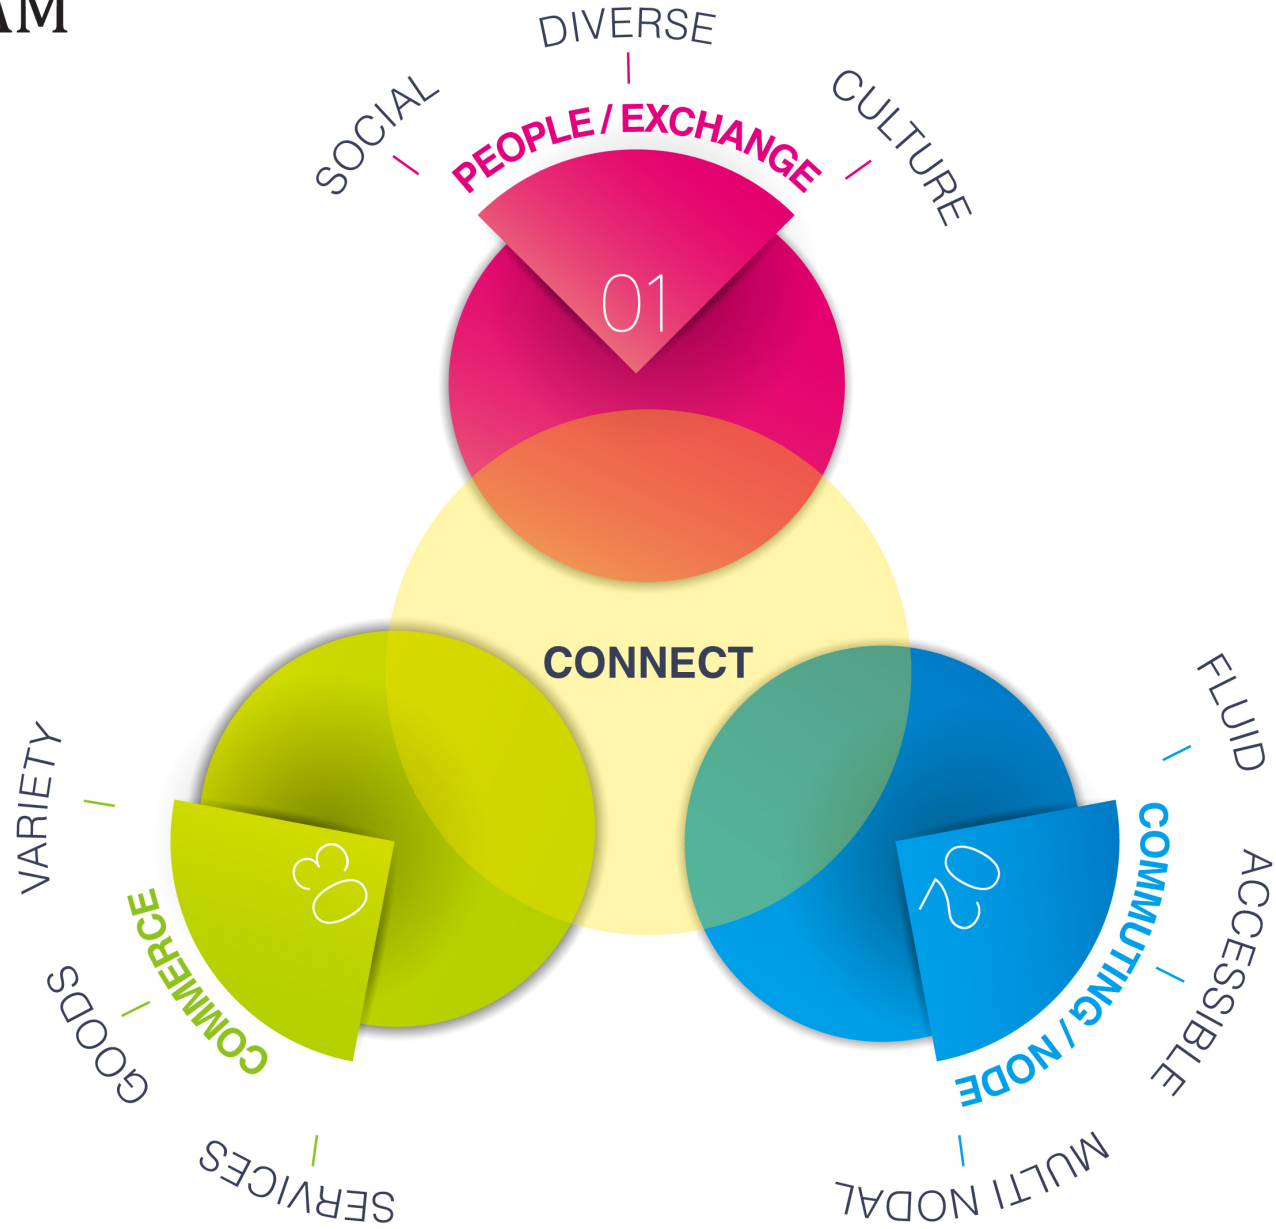 AM
DIVERSE
SOCIAL
CULTURE
PEOPLE / EXCHANGE
01
CONNECT
FLUID
ACCESSIBLE
MULTI NODAL
COMMUTING / NODE
02
VARIETY
GOODS
SERVICES
COMMERCE
03